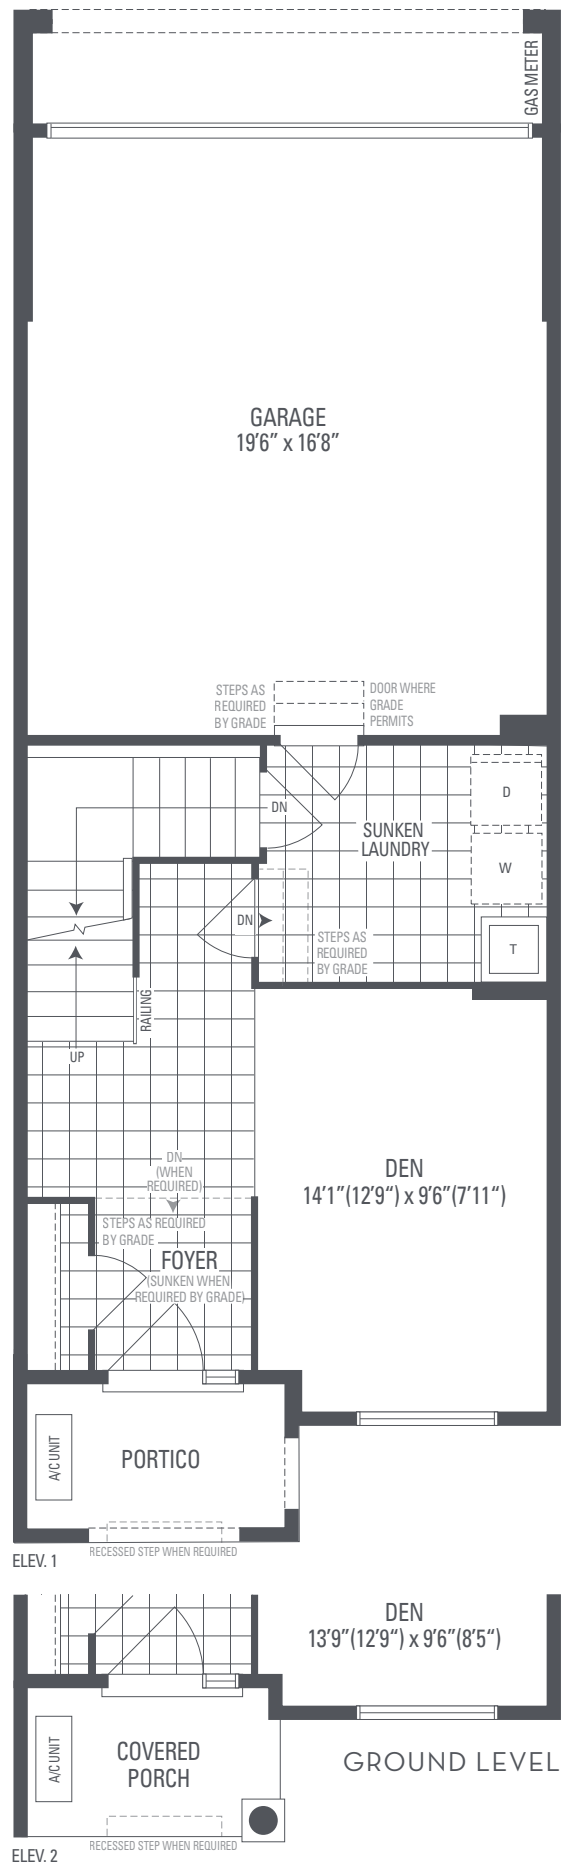 GAS METER
GARAGE
19'6” x 16'8”
STEPS AS
REQUIRED
BY GRADE
DOOR WHERE
GRADE
PERMITS
DN
D
SUNKEN
LAUNDRY
W
DN
STEPS AS
REQUIRED
BY GRADE
T
RAILING
UP
DN
(WHEN
REQUIRED)
DEN
14'1”(12'9“) x 9'6”(7'11“)
STEPS AS REQUIRED
BY GRADE
FOYER
(SUNKEN WHEN
REQUIRED BY GRADE)
A/C UNIT
PORTICO
RECESSED STEP WHEN REQUIRED
ELEV. 1
DEN
13'9”(12'9“) x 9'6”(8'5“)
A/C UNIT
COVERED
PORCH
GROUND LEVEL
RECESSED STEP WHEN REQUIRED
ELEV. 2